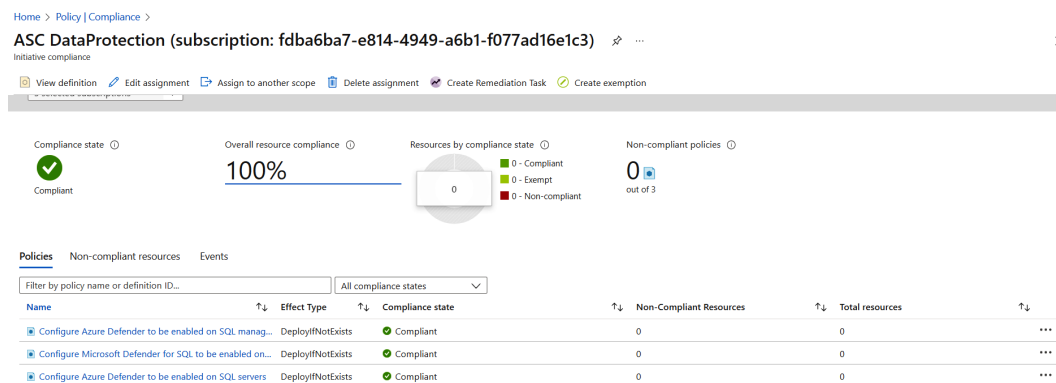 Home > Policy | Compliance >
ASC DataProtection (subscription: fdba6ba7-e814-4949-a6b1-f077ad16e1c3)
Initiative compliance
View definition Edit assignment Assign to another scope Delete assignment Create Remediation Task Create exemption
selected subscriptions
Compliance state Overall resource compliance Resources by compliance state Non-compliant policies
Compliant
100%
0
0 - Compliant
0 - Exempt
0 - Non-compliant
0
out of 3
Policies Non-compliant resources Events
Filter by policy name or definition ID... All compliance states
Name Effect Type Compliance state Non-Compliant Resources Total resources
Configure Azure Defender to be enabled on SQL manag... DeployIfNotExists Compliant 0 0 ...
Configure Microsoft Defender for SQL to be enabled on... DeployIfNotExists Compliant 0 0 ...
Configure Azure Defender to be enabled on SQL servers DeployIfNotExists Compliant 0 0 ...